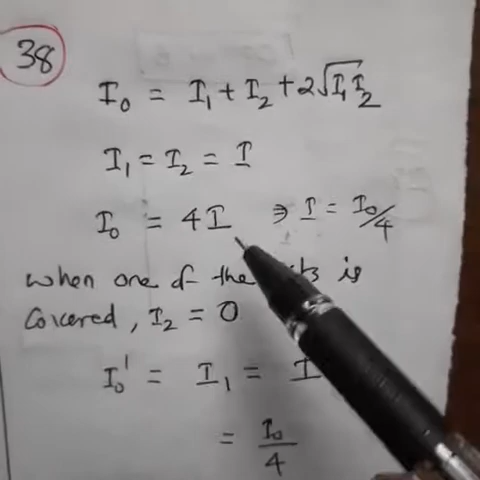 38
I₀ = I₁ + I₂ + 2√I₁I₂
I₁ = I₂ = I
I₀ = 4I ⇒ I = I₀/4
when one of the is
Covered, I₂ = 0
I₀' = I₁ = I
= I₀/4